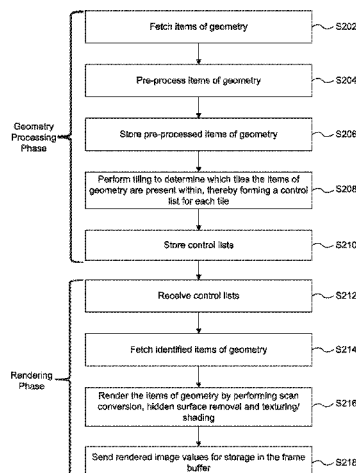 Fetch items of geometry
S202
Pre-process items of geometry
S204
Geometry
Processing
Phase
Store pre-processed items of geometry
S206
Perform tiling to determine which tiles the items of
geometry are present within, thereby forming a control
list for each tile
S208
Store control lists
S210
Receive control lists
S212
Fetch identified items of geometry
S214
Rendering
Phase
Render the items of geometry by performing scan
conversion, hidden surface removal and texturing/
shading
S216
Send rendered image values for storage in the frame
buffer
S218